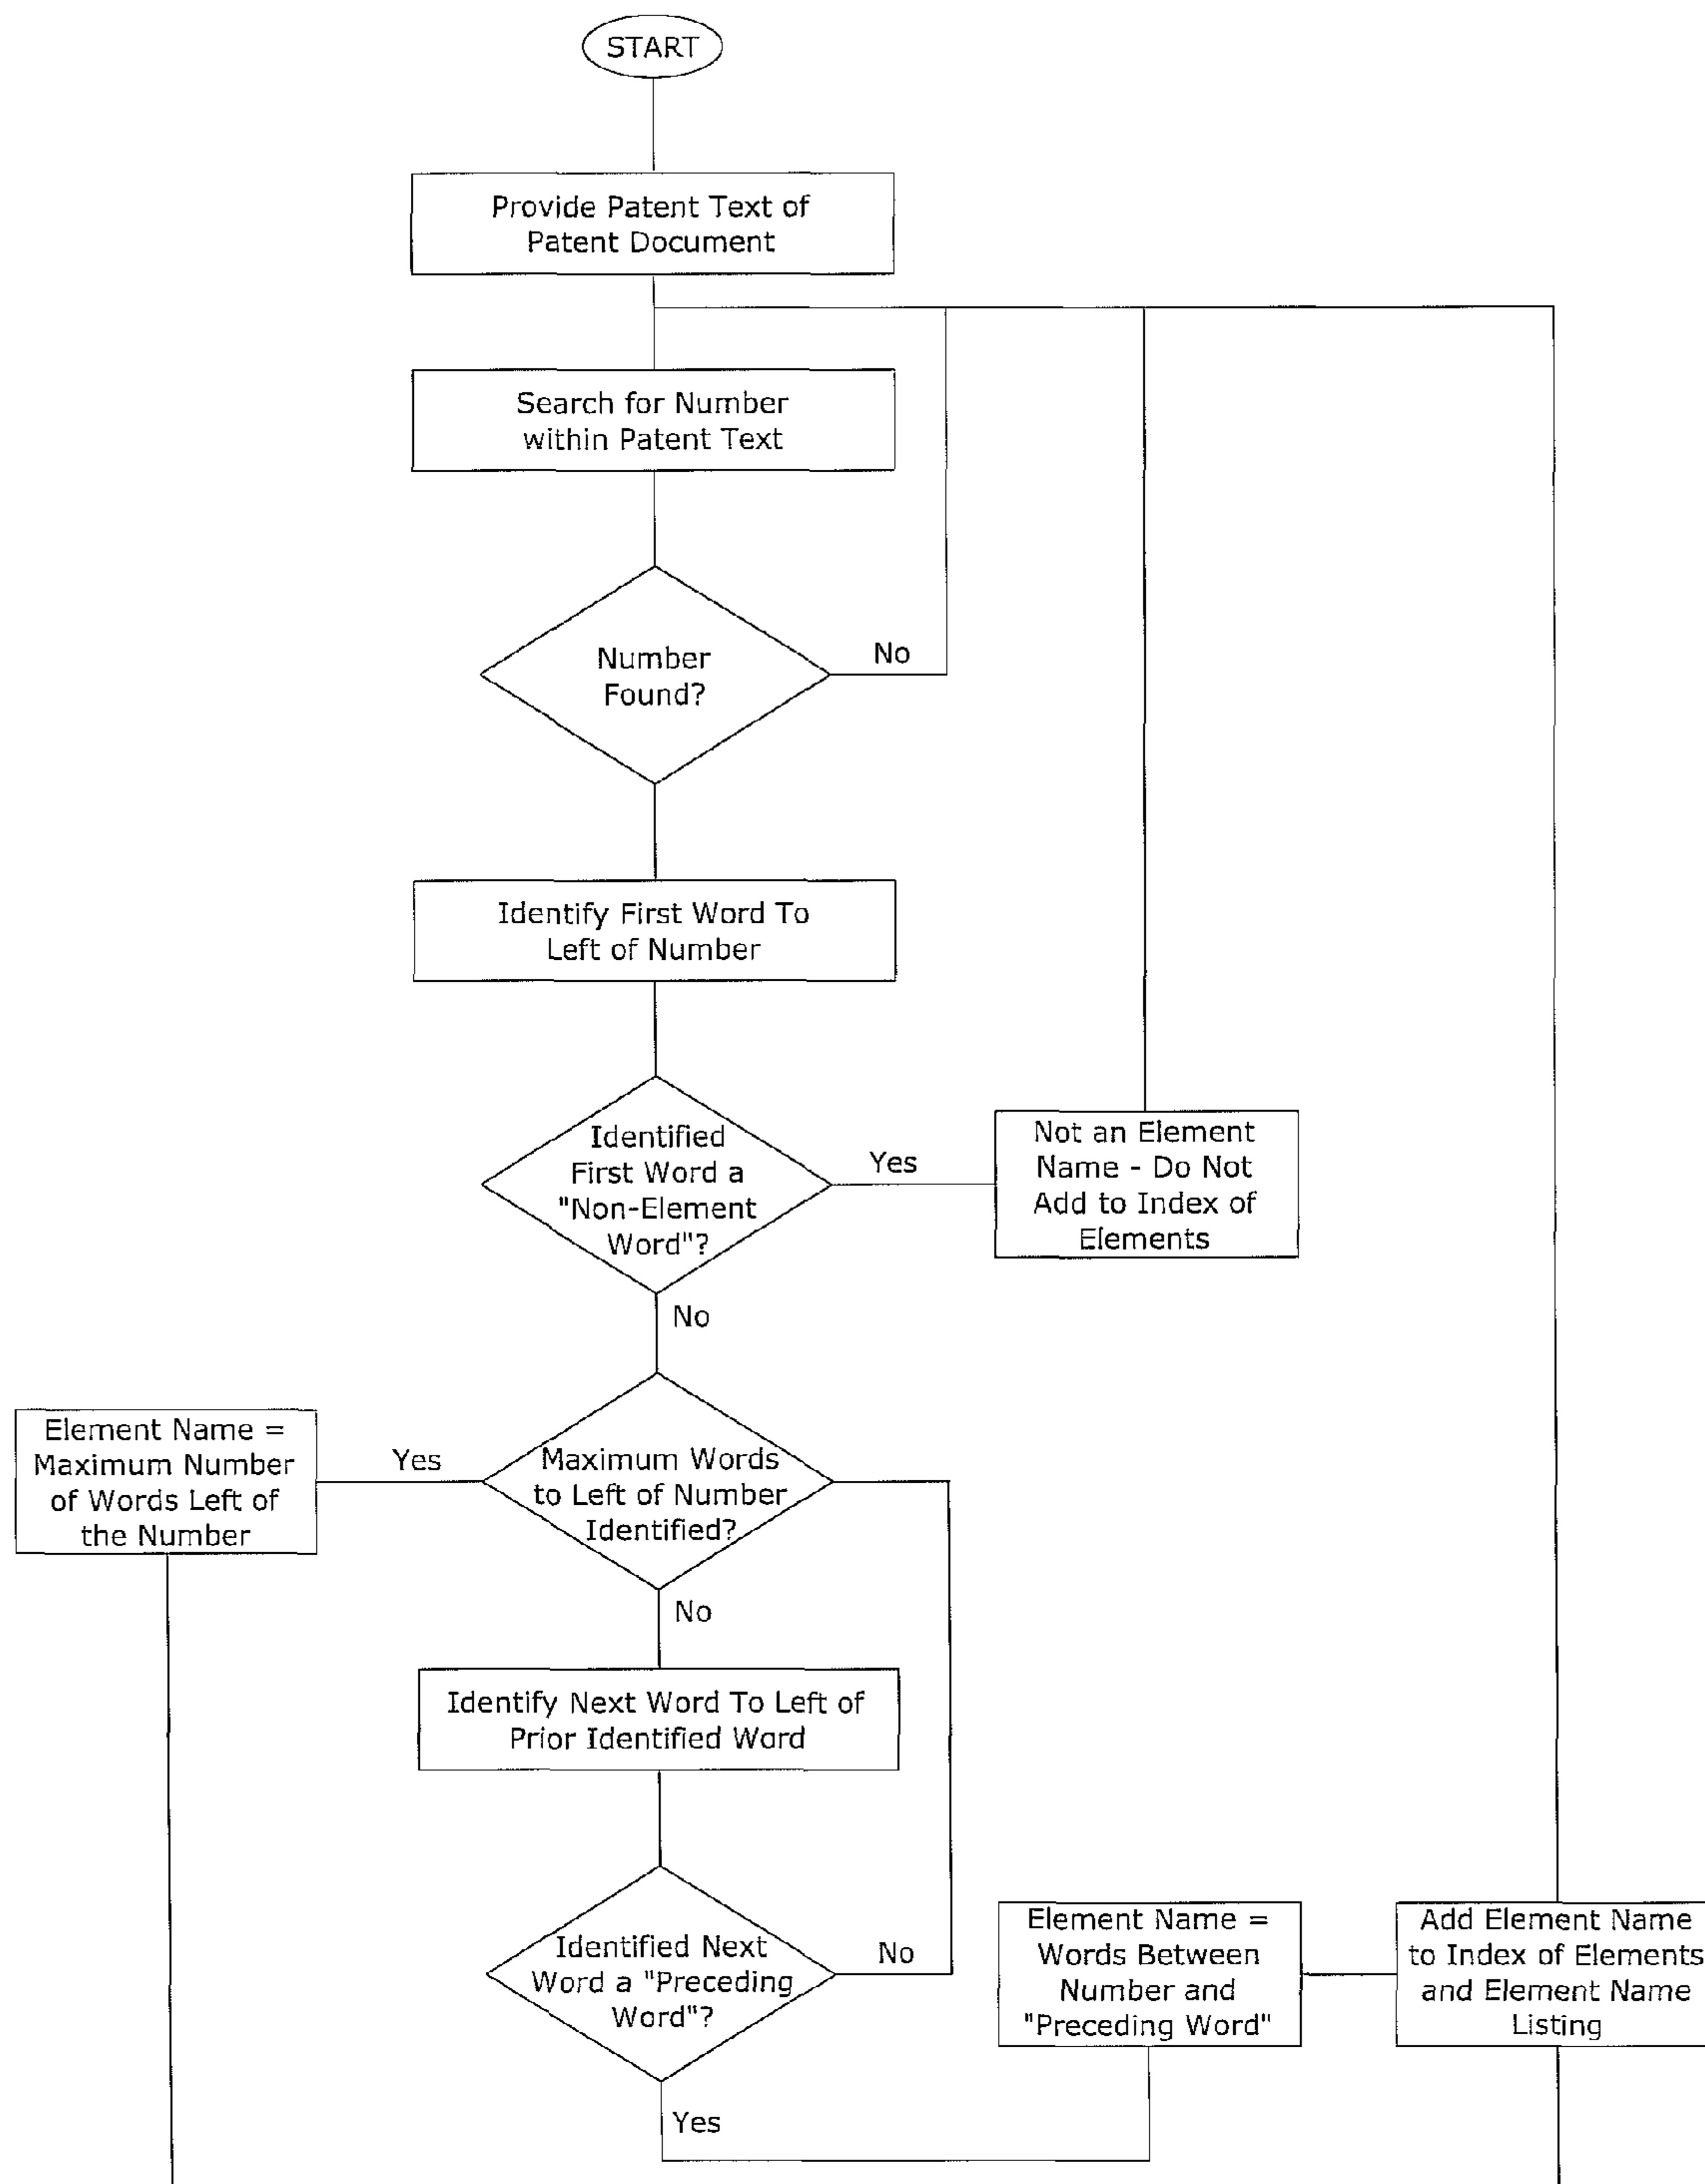 START
Provide Patent Text of
Patent Document
Search for Number
within Patent Text
Number
Found?
No
Identify First Word To
Left of Number
Identified
First Word a
"Non-Element
Word"?
Yes
Not an Element
Name - Do Not
Add to Index of
Elements
No
Element Name =
Maximum Number
of Words Left of
the Number
Yes
Maximum Words
to Left of Number
Identified?
No
Identify Next Word To Left of
Prior Identified Word
Identified Next
Word a "Preceding
Word"?
No
Element Name =
Words Between
Number and
"Preceding Word"
Add Element Name
to Index of Elements
and Element Name
Listing
Yes